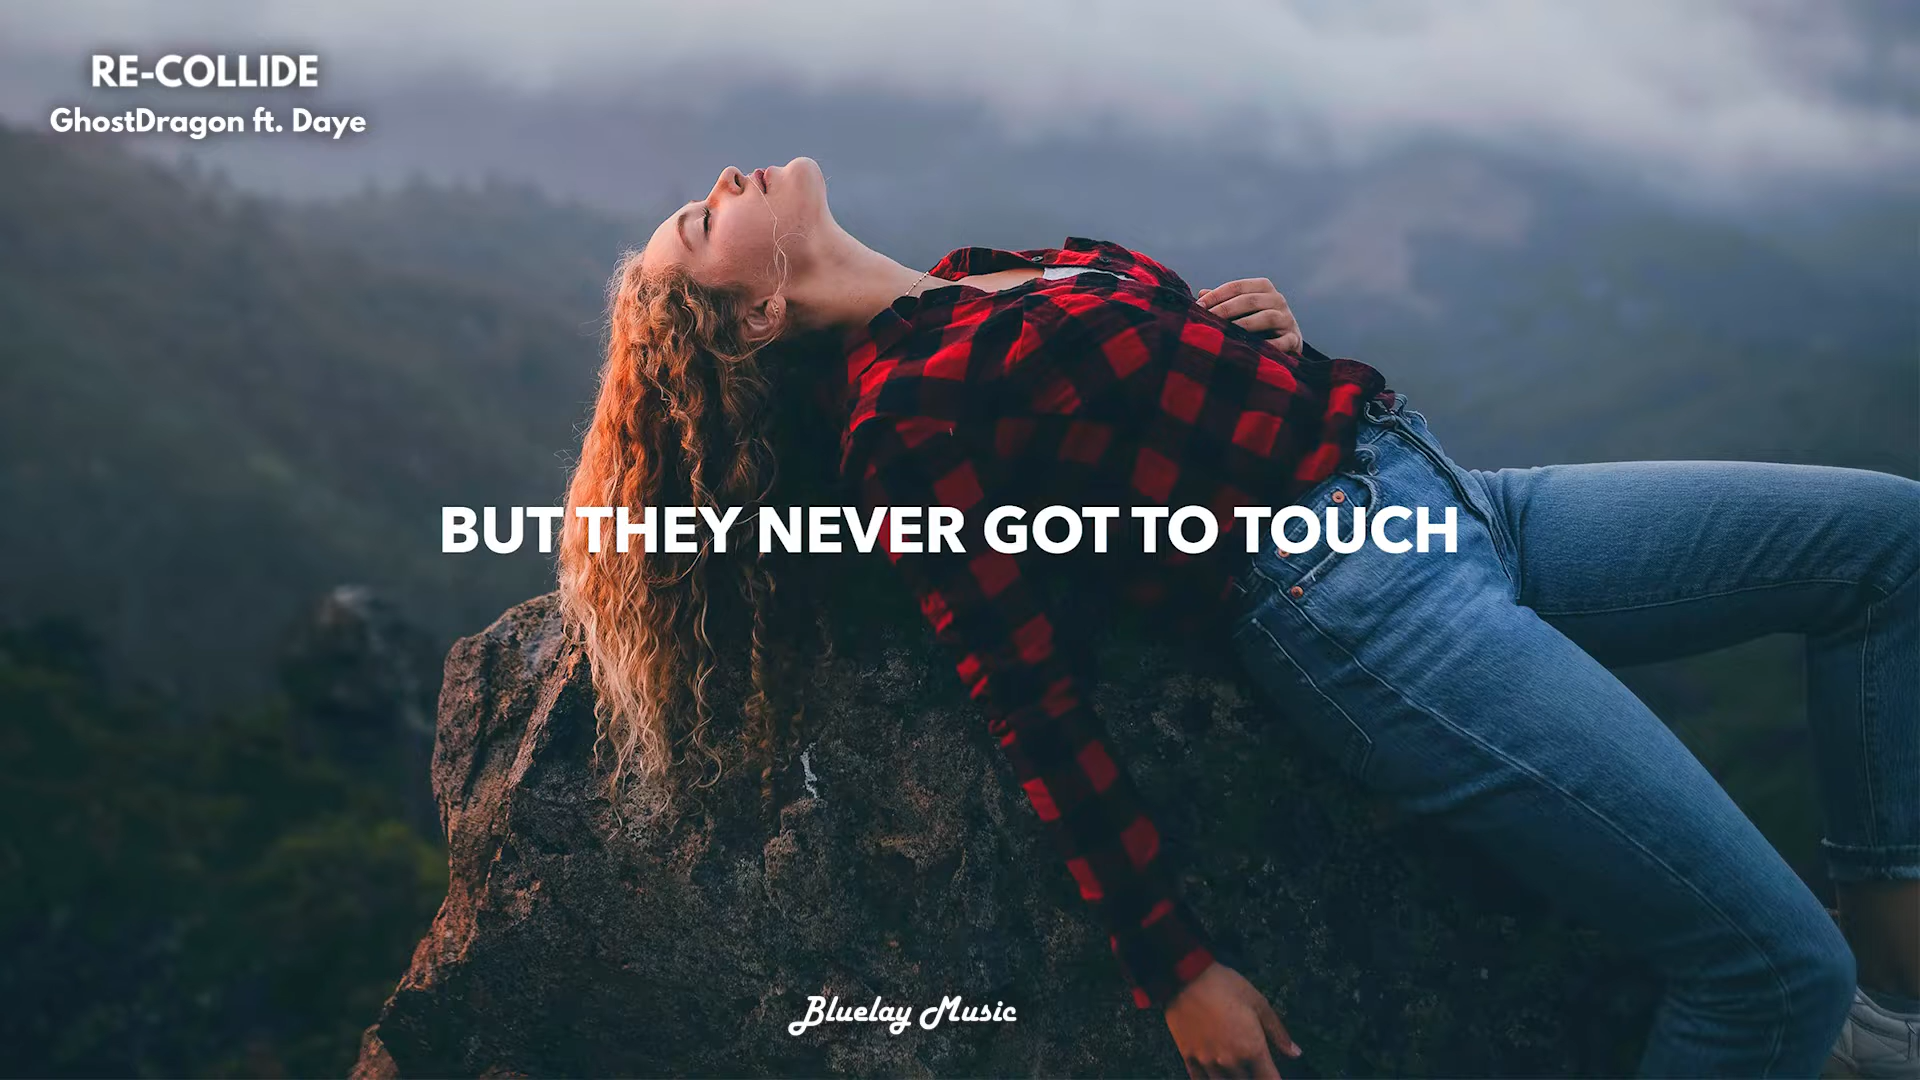 RE-COLLIDE
GhostDragon ft. Daye
BUT THEY NEVER GOT TO TOUCH
Bluelay Music